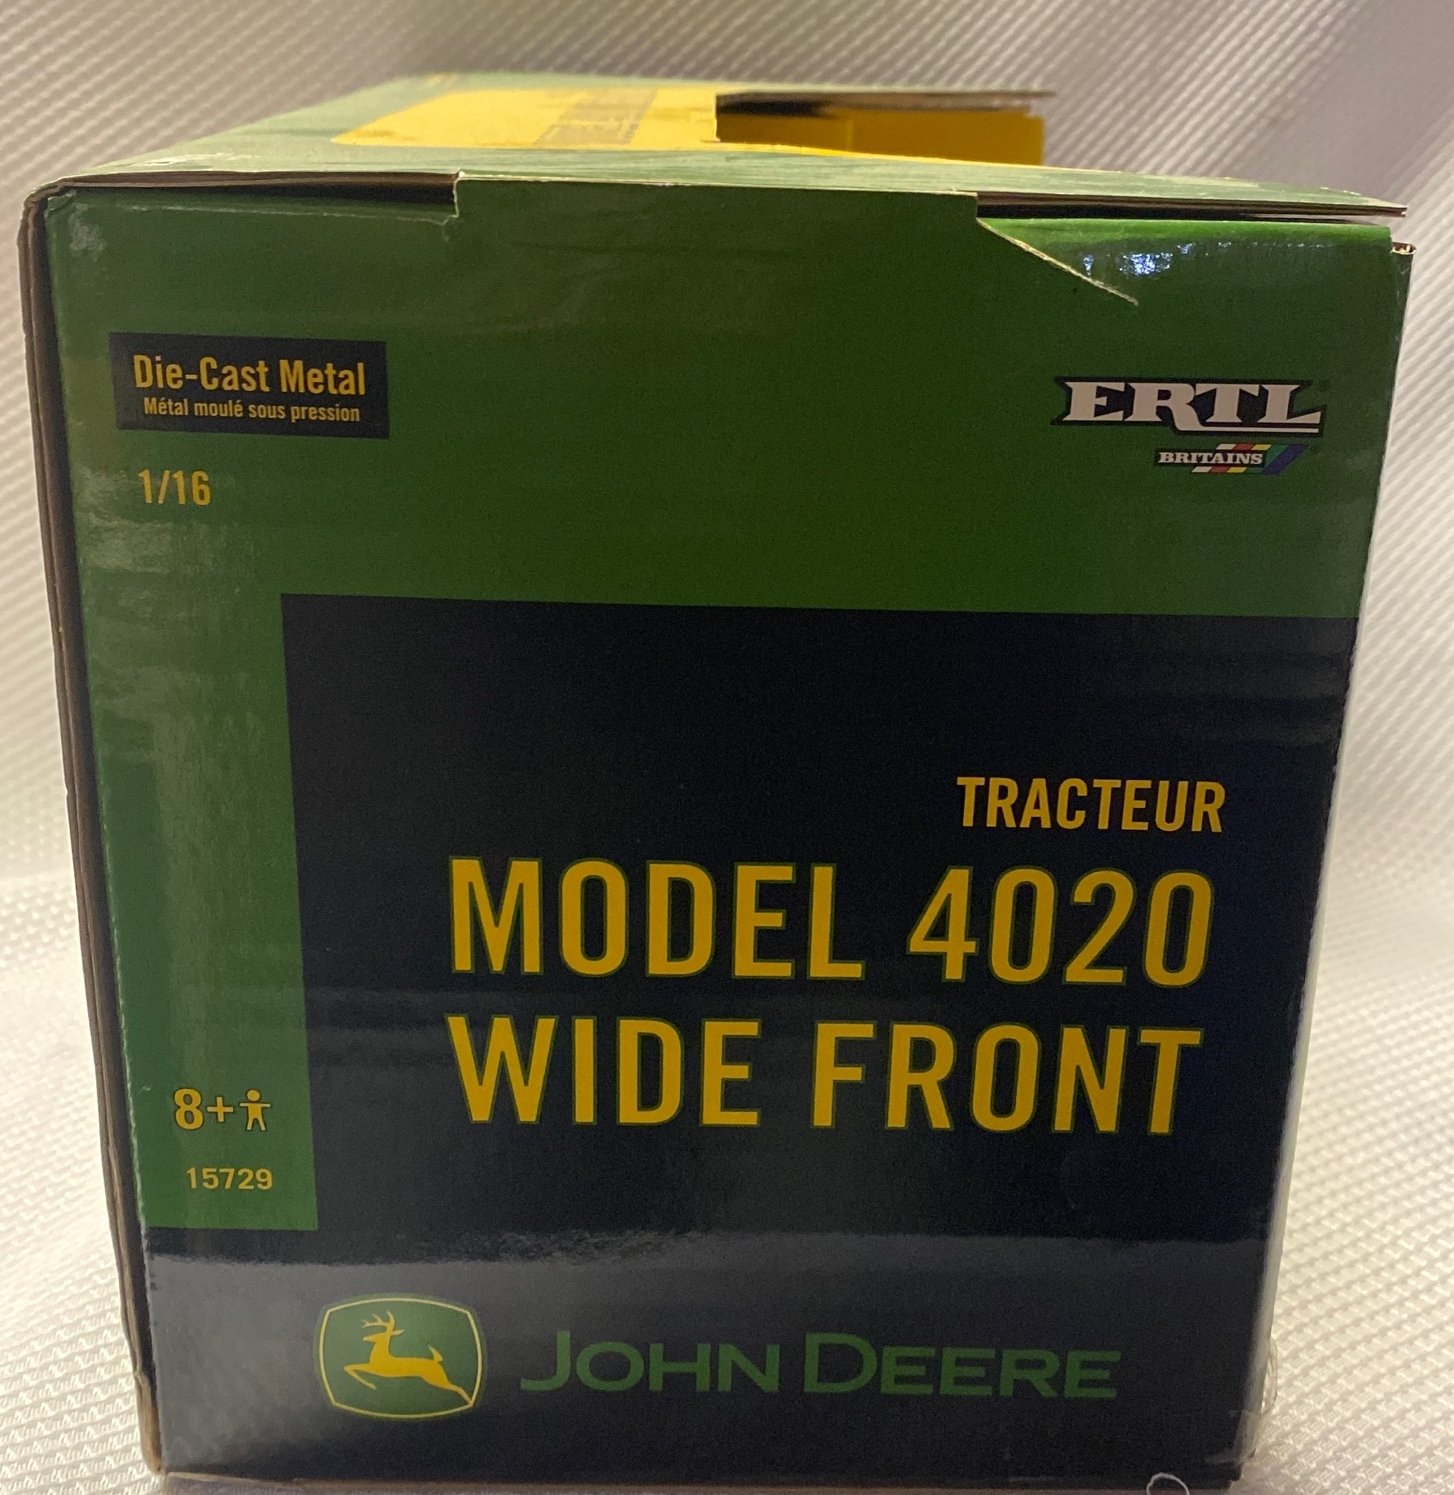 Die-Cast Metal
Métal moulé sous pression
1/16
ERTL
BRITAINS
TRACTEUR
MODEL 4020
WIDE FRONT
8+
15729
JOHN DEERE